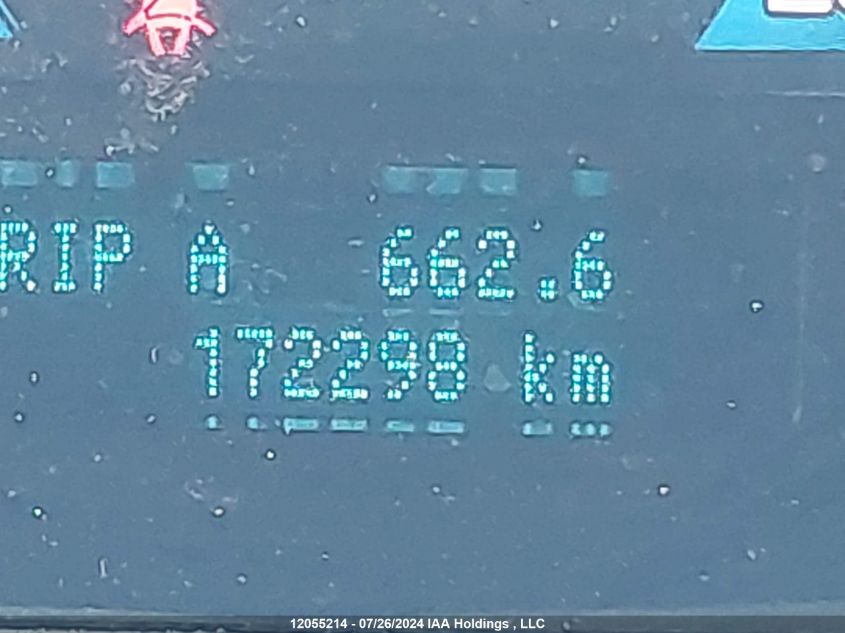 RIP A 662.6
172298 km
12055214 - 07/26/2024 IAA Holdings , LLC